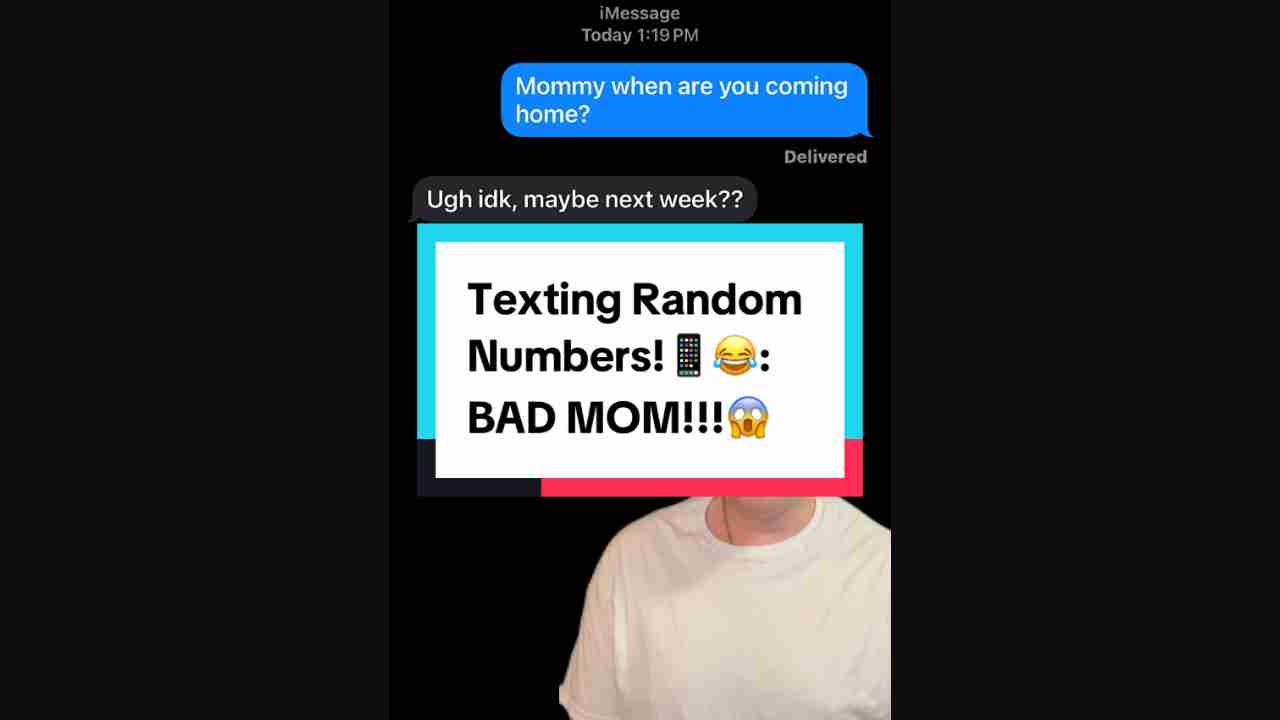 iMessage
Today 1:19 PM
Mommy when are you coming
home?
Delivered
Ugh idk, maybe next week??
Texting Random
Numbers!📱😂:
BAD MOM!!!😱